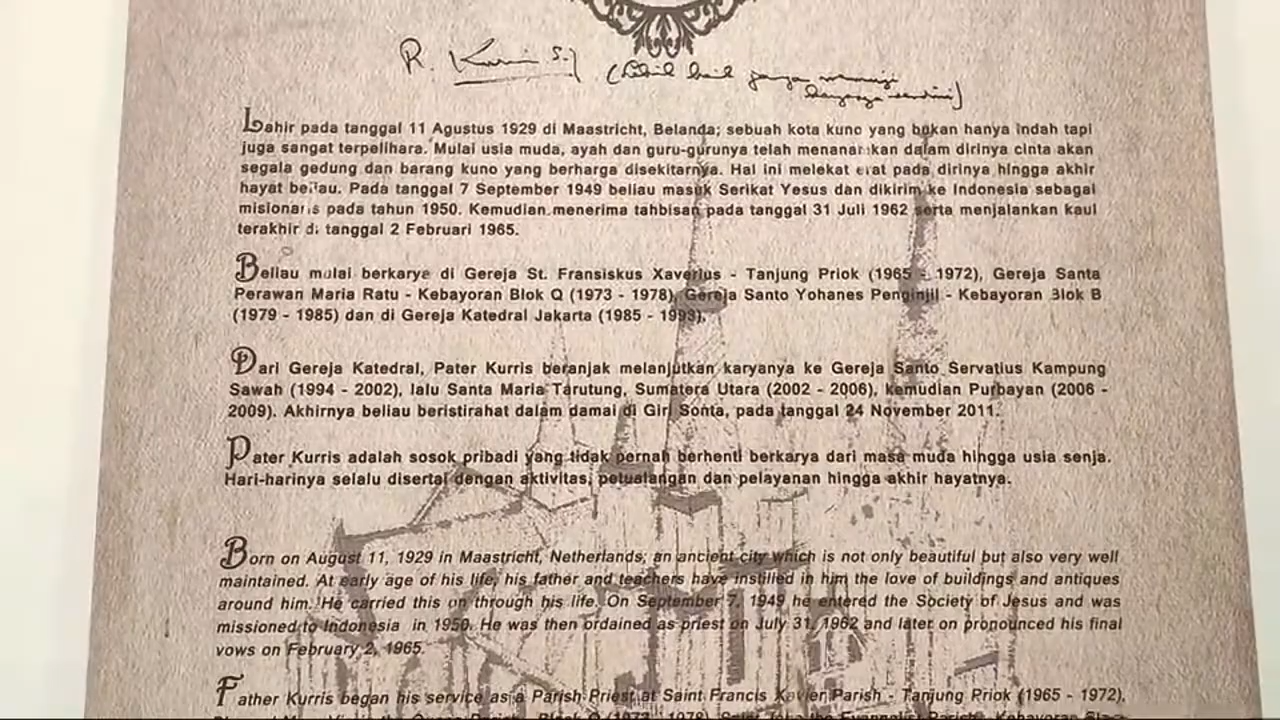 R. Kurris S.J
Lahir pada tanggal 11 Agustus 1929 di Maastricht, Belanda; sebuah kota kuno yang bukan hanya indah tapi
juga sangat terpelihara. Mulai usia muda, ayah dan guru-gurunya telah menanamkan dalam dirinya cinta akan
segala gedung dan barang kuno yang berharga disekitarnya. Hal ini melekat erat pada dirinya hingga akhir
hayat beliau. Pada tanggal 7 September 1949 beliau masuk Serikat Yesus dan dikirim ke Indonesia sebagai
misionaris pada tahun 1950. Kemudian menerima tahbisan pada tanggal 31 Juli 1962 serta menjalankan kaul
terakhir di tanggal 2 Februari 1965.
Beliau mulai berkarya di Gereja St. Fransiskus Xaverius - Tanjung Priok (1965 - 1972), Gereja Santa
Perawan Maria Ratu - Kebayoran Blok Q (1973 - 1978), Gereja Santo Yohanes Penginjil - Kebayoran Blok B
(1979 - 1985) dan di Gereja Katedral Jakarta (1985 - 1993).
Dari Gereja Katedral, Pater Kurris beranjak melanjutkan karyanya ke Gereja Santo Servatius Kampung
Sawah (1994 - 2002), lalu Santa Maria Tarutung, Sumatera Utara (2002 - 2006), kemudian Purbayan (2006 -
2009). Akhirnya beliau beristirahat dalam damai di Giri Sonta, pada tanggal 24 November 2011.
Pater Kurris adalah sosok pribadi yang tidak pernah berhenti berkarya dari masa muda hingga usia senja.
Hari-harinya selalu disertai dengan aktivitas, petualangan dan pelayanan hingga akhir hayatnya.
Born on August 11, 1929 in Maastricht, Netherlands; an ancient city which is not only beautiful but also very well
maintained. At early age of his life, his father and teachers have instilled in him the love of buildings and antiques
around him. He carried this on through his life. On September 7, 1949 he entered the Society of Jesus and was
missioned to Indonesia in 1950. He was then ordained as priest on July 31, 1962 and later on pronounced his final
vows on February 2, 1965.
Father Kurris began his service as a Parish Priest at Saint Francis Xavier Parish - Tanjung Priok (1965 - 1972),